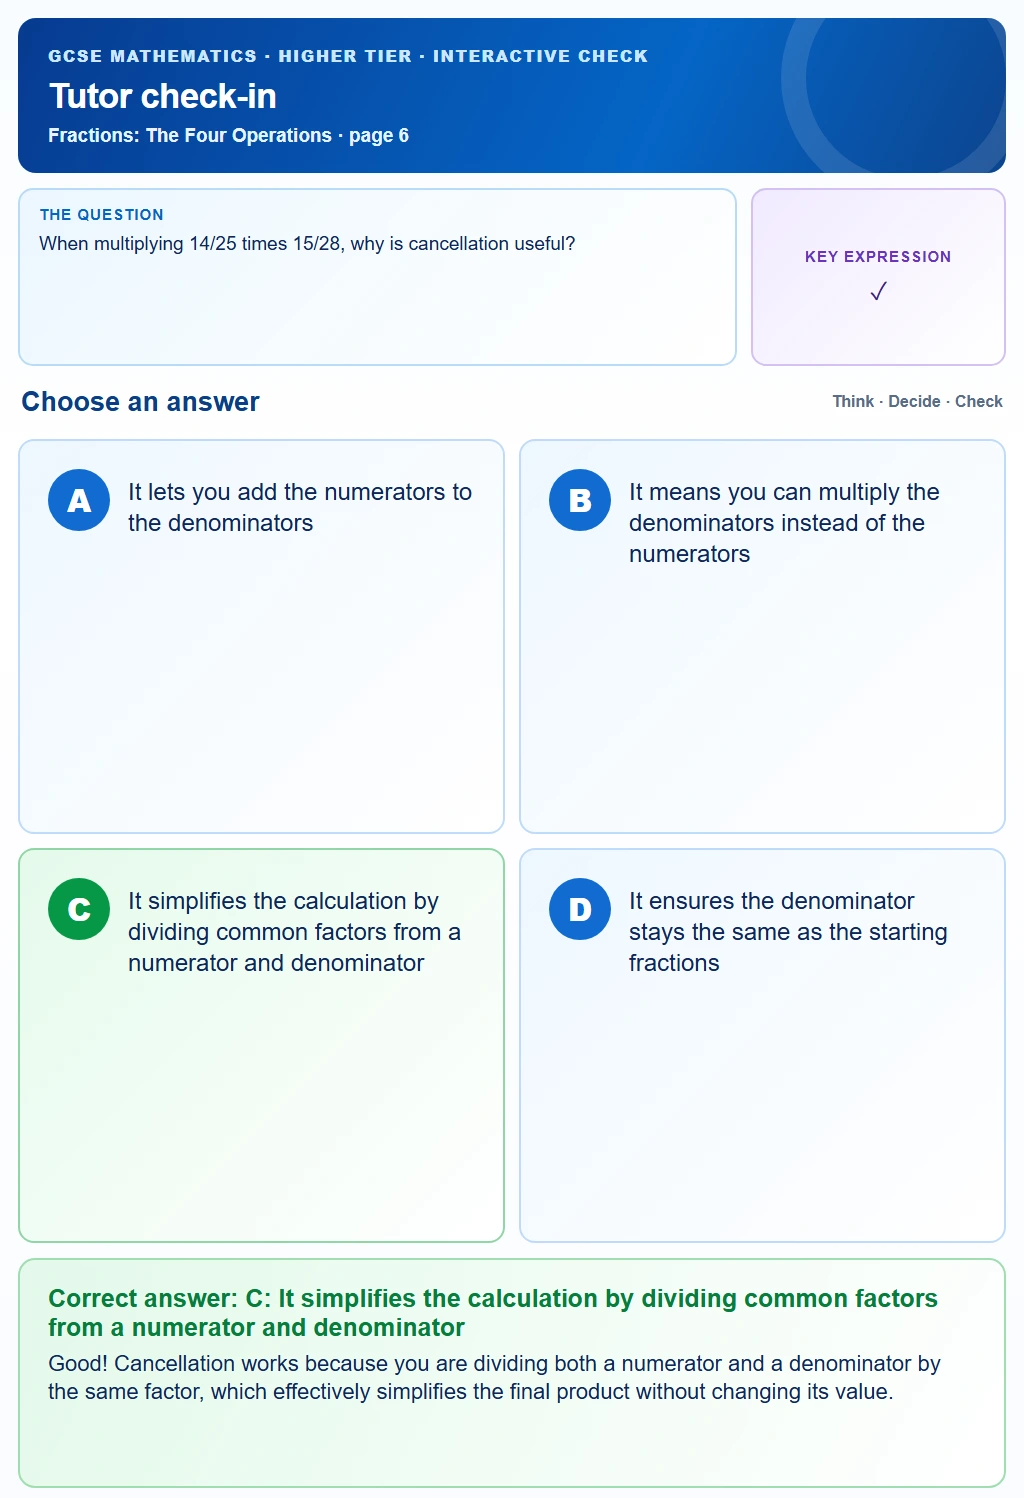 GCSE MATHEMATICS · HIGHER TIER · INTERACTIVE CHECK
Tutor check-in
Fractions: The Four Operations · page 6
THE QUESTION
When multiplying 14/25 times 15/28, why is cancellation useful?
KEY EXPRESSION
✓
Choose an answer
Think · Decide · Check
A
It lets you add the numerators to
the denominators
B
It means you can multiply the
denominators instead of the
numerators
C
It simplifies the calculation by
dividing common factors from a
numerator and denominator
D
It ensures the denominator
stays the same as the starting
fractions
Correct answer: C: It simplifies the calculation by dividing common factors
from a numerator and denominator
Good! Cancellation works because you are dividing both a numerator and a denominator by
the same factor, which effectively simplifies the final product without changing its value.